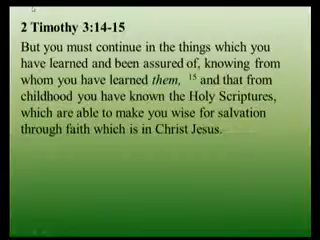 2 Timothy 3:14-15
But you must continue in the things which you
have learned and been assured of, knowing from
whom you have learned them, 15 and that from
childhood you have known the Holy Scriptures,
which are able to make you wise for salvation
through faith which is in Christ Jesus.